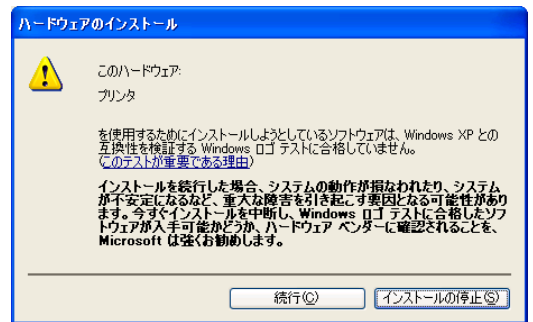 ハードウェアのインストール
このハードウェア:
プリンタ
を使用するためにインストールしようとしているソフトウェアは、Windows XP との
互換性を検証する Windows ロゴ テストに合格していません。
(このテストが重要である理由)
インストールを続行した場合、システムの動作が損なわれたり、システム
が不安定になるなど、重大な障害を引き起こす要因となる可能性があり
ます。今すぐインストールを中断し、Windows ロゴ テストに合格したソフ
トウェアが入手可能かどうか、ハードウェア ベンダーに確認されることを、
Microsoft は強くお勧めします。
続行(C)
インストールの停止(S)